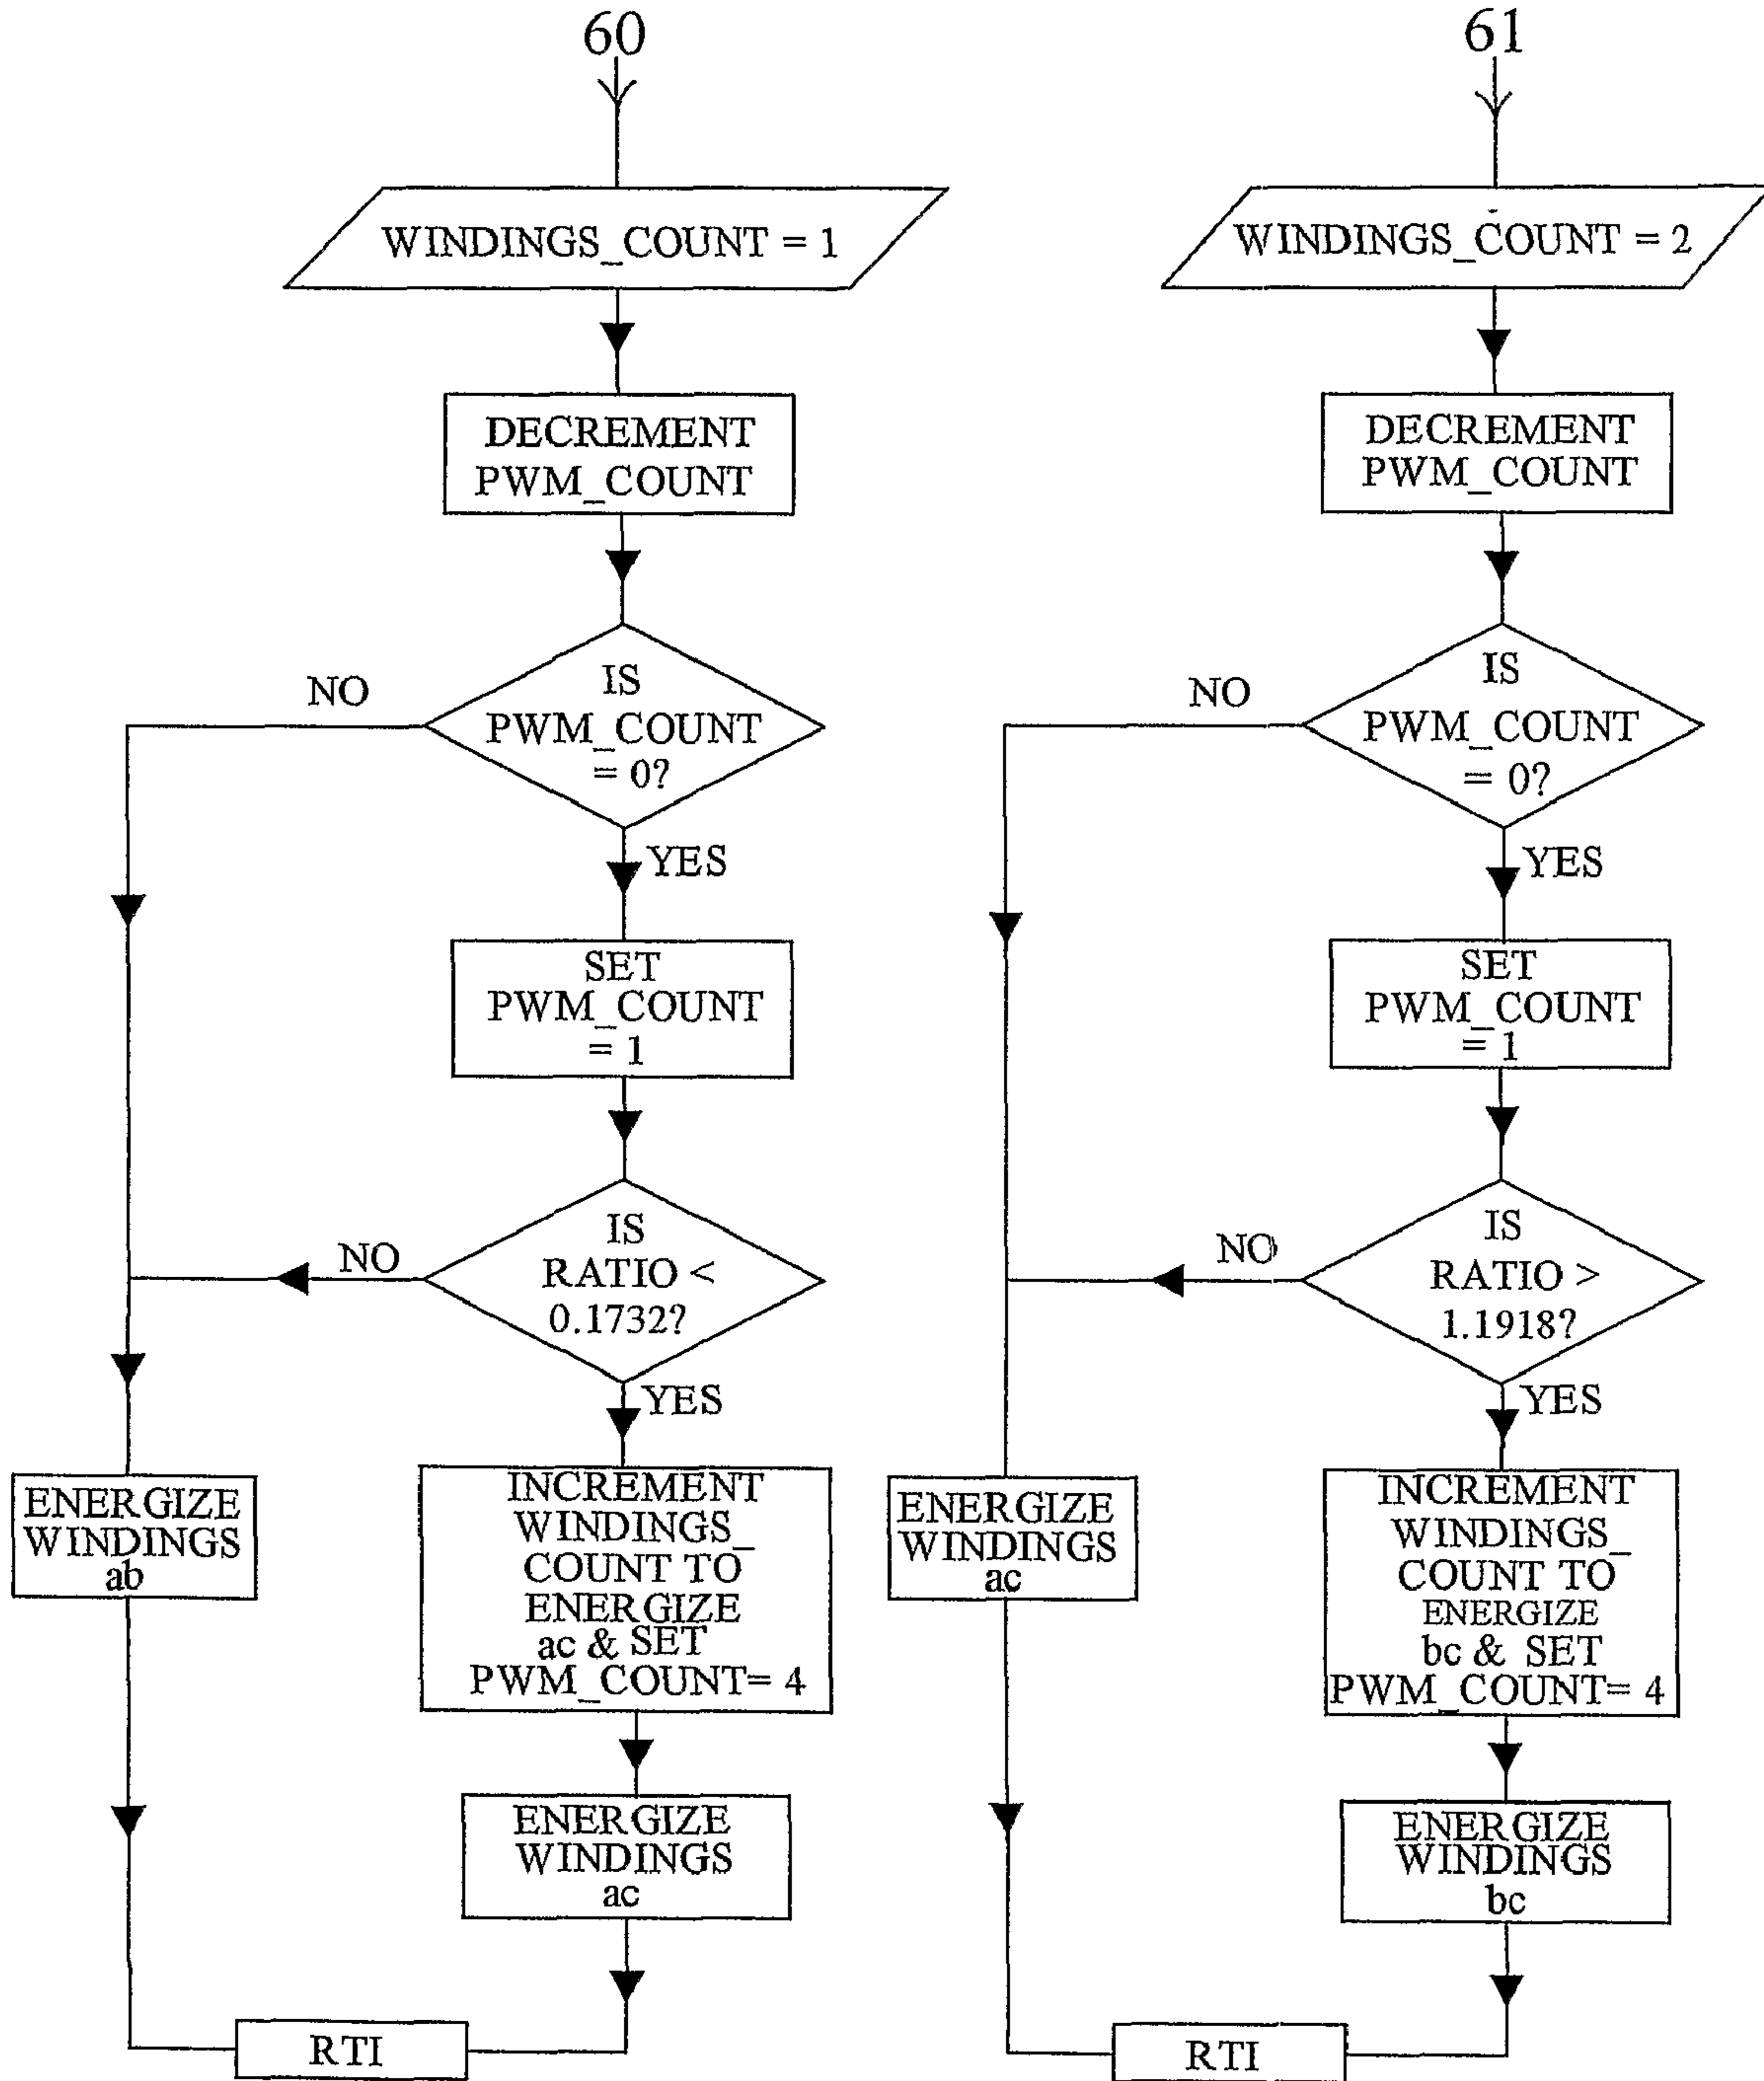 60
WINDINGS_COUNT = 1
DECREMENT
PWM_COUNT
IS
PWM_COUNT
= 0?
NO
YES
SET
PWM_COUNT
= 1
IS
RATIO <
0.1732?
NO
YES
ENERGIZE
WINDINGS
ab
INCREMENT
WINDINGS_
COUNT TO
ENERGIZE
ac & SET
PWM_COUNT= 4
ENERGIZE
WINDINGS
ac
RTI
61
WINDINGS_COUNT = 2
DECREMENT
PWM_COUNT
IS
PWM_COUNT
= 0?
NO
YES
SET
PWM_COUNT
= 1
IS
RATIO >
1.1918?
NO
YES
ENERGIZE
WINDINGS
ac
INCREMENT
WINDINGS_
COUNT TO
ENERGIZE
bc & SET
PWM_COUNT= 4
ENERGIZE
WINDINGS
bc
RTI